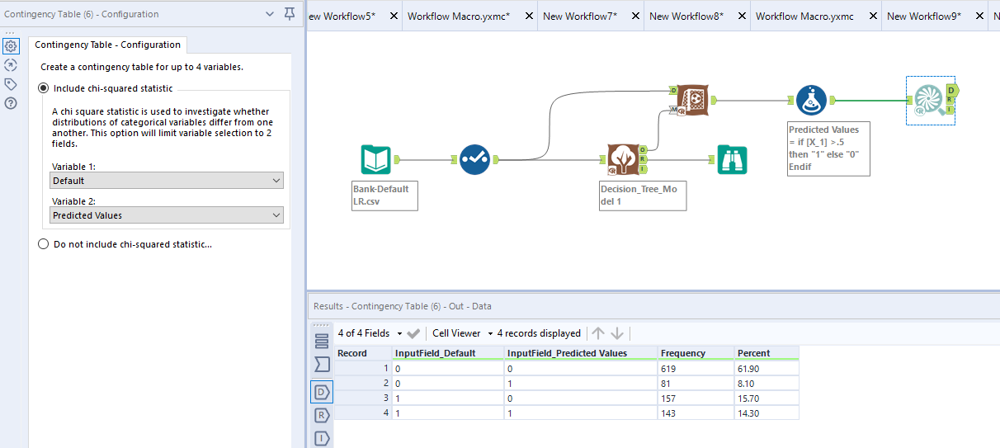 Contingency Table (6) - Configuration
ew Workflow5*
Workflow Macro.yxmc*
New Workflow7*
New Workflow8*
Workflow Macro.yxmc
New Workflow9*
N
Contingency Table - Configuration
Create a contingency table for up to 4 variables.
Include chi-squared statistic
A chi square statistic is used to investigate whether
distributions of categorical variables differ from one
another. This option will limit variable selection to 2
fields.
Variable 1:
Default
Variable 2:
Predicted Values
Do not include chi-squared statistic...
D
M
R
Predicted Values
= if [X_1] >.5
then "1" else "0"
Endif
D
R
I
R
O
R
I
R
Bank-Default
LR.csv
Decision_Tree_Mo
del 1
Results - Contingency Table (6) - Out - Data
4 of 4 Fields
Cell Viewer
4 records displayed
Record InputField_Default InputField_Predicted Values Frequency Percent
1 0 0 619 61.90
2 0 1 81 8.10
3 1 0 157 15.70
4 1 1 143 14.30
D
R
I